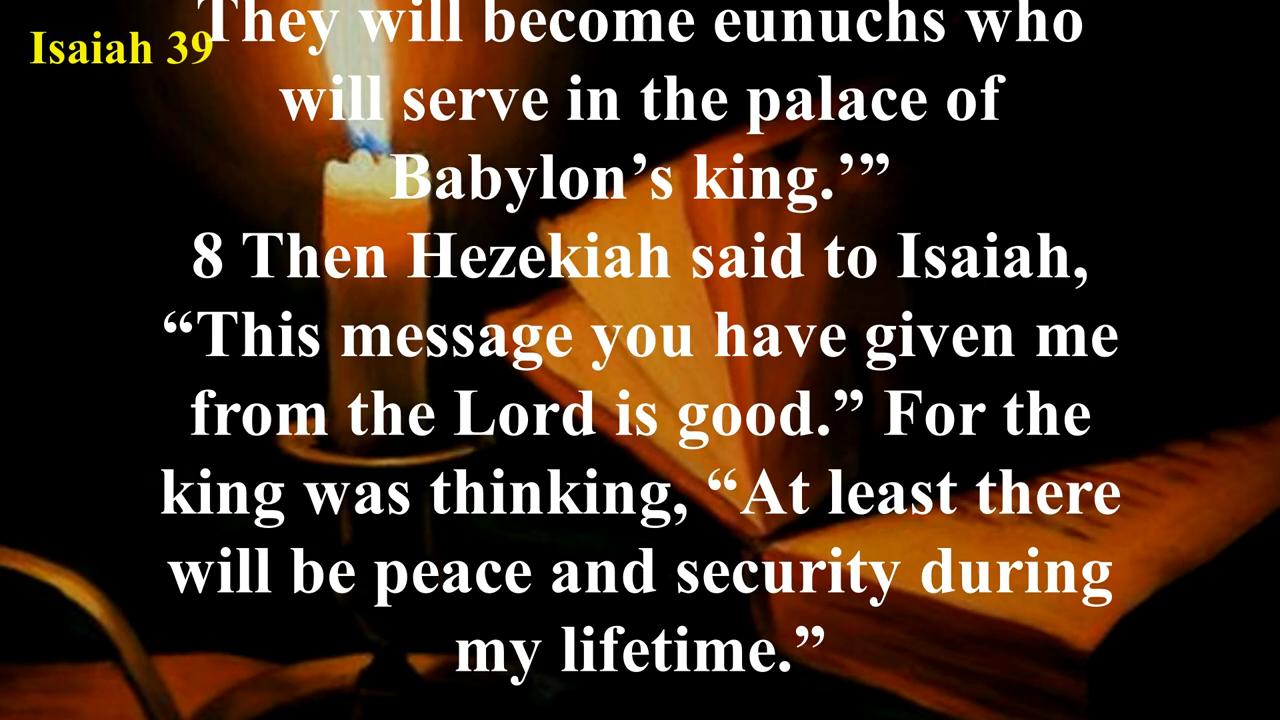 Isaiah 39
They will become eunuchs who
will serve in the palace of
Babylon’s king.’”
8 Then Hezekiah said to Isaiah,
“This message you have given me
from the Lord is good.” For the
king was thinking, “At least there
will be peace and security during
my lifetime.”